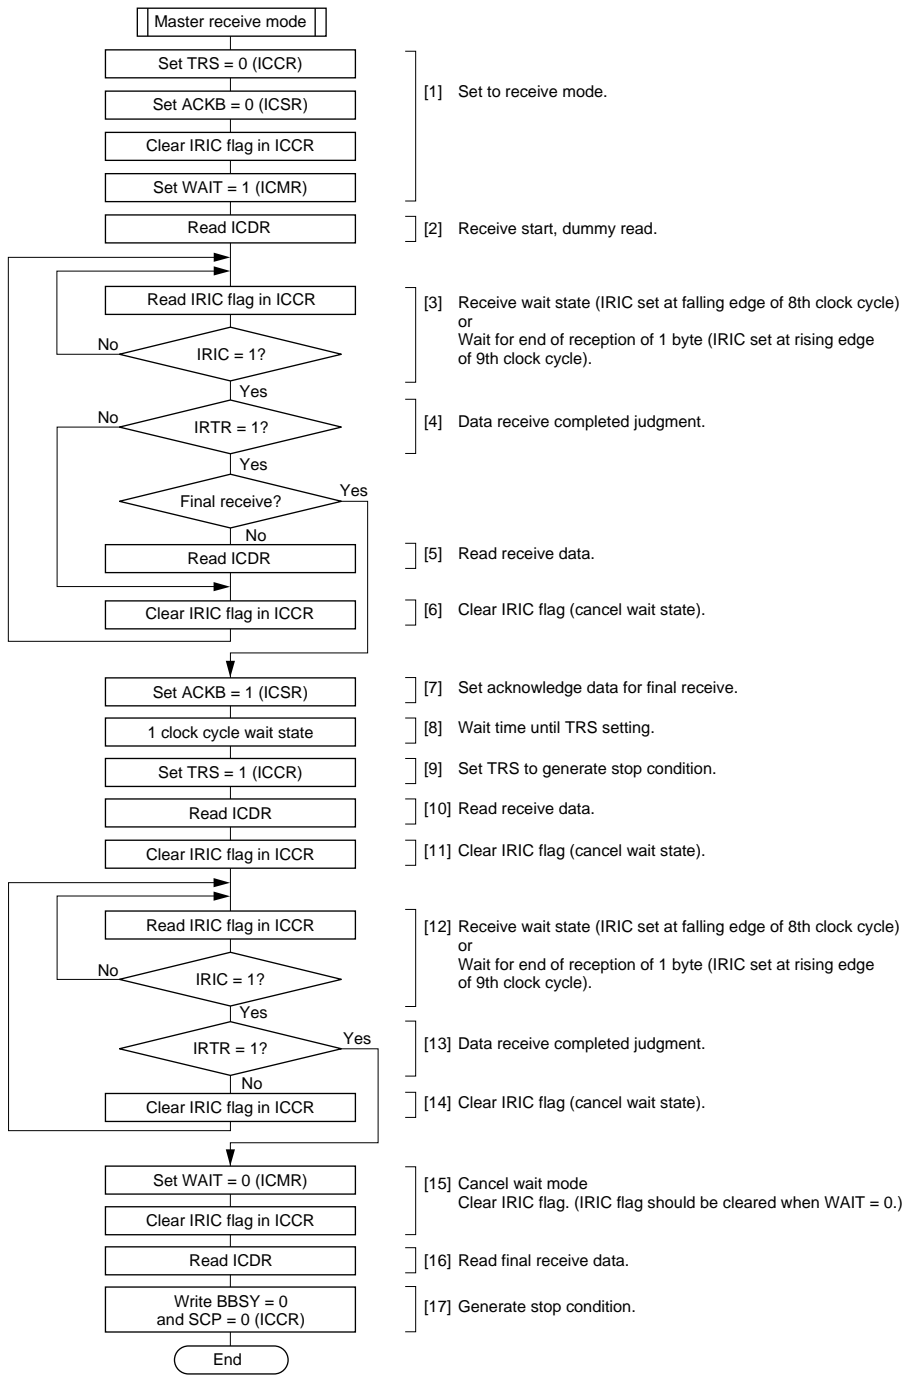 Master receive mode
Set TRS = 0 (ICCR)
[1] Set to receive mode.
Set ACKB = 0 (ICSR)
Clear IRIC flag in ICCR
Set WAIT = 1 (ICMR)
Read ICDR
[2] Receive start, dummy read.
Read IRIC flag in ICCR
[3] Receive wait state (IRIC set at falling edge of 8th clock cycle)
or
Wait for end of reception of 1 byte (IRIC set at rising edge
of 9th clock cycle).
No
IRIC = 1?
Yes
No
IRTR = 1?
[4] Data receive completed judgment.
Yes
Final receive?
Yes
No
Read ICDR
[5] Read receive data.
Clear IRIC flag in ICCR
[6] Clear IRIC flag (cancel wait state).
Set ACKB = 1 (ICSR)
[7] Set acknowledge data for final receive.
1 clock cycle wait state
[8] Wait time until TRS setting.
Set TRS = 1 (ICCR)
[9] Set TRS to generate stop condition.
Read ICDR
[10] Read receive data.
Clear IRIC flag in ICCR
[11] Clear IRIC flag (cancel wait state).
Read IRIC flag in ICCR
[12] Receive wait state (IRIC set at falling edge of 8th clock cycle)
or
Wait for end of reception of 1 byte (IRIC set at rising edge
of 9th clock cycle).
No
IRIC = 1?
Yes
IRTR = 1?
Yes
[13] Data receive completed judgment.
No
Clear IRIC flag in ICCR
[14] Clear IRIC flag (cancel wait state).
Set WAIT = 0 (ICMR)
[15] Cancel wait mode
Clear IRIC flag. (IRIC flag should be cleared when WAIT = 0.)
Clear IRIC flag in ICCR
Read ICDR
[16] Read final receive data.
Write BBSY = 0
and SCP = 0 (ICCR)
[17] Generate stop condition.
End